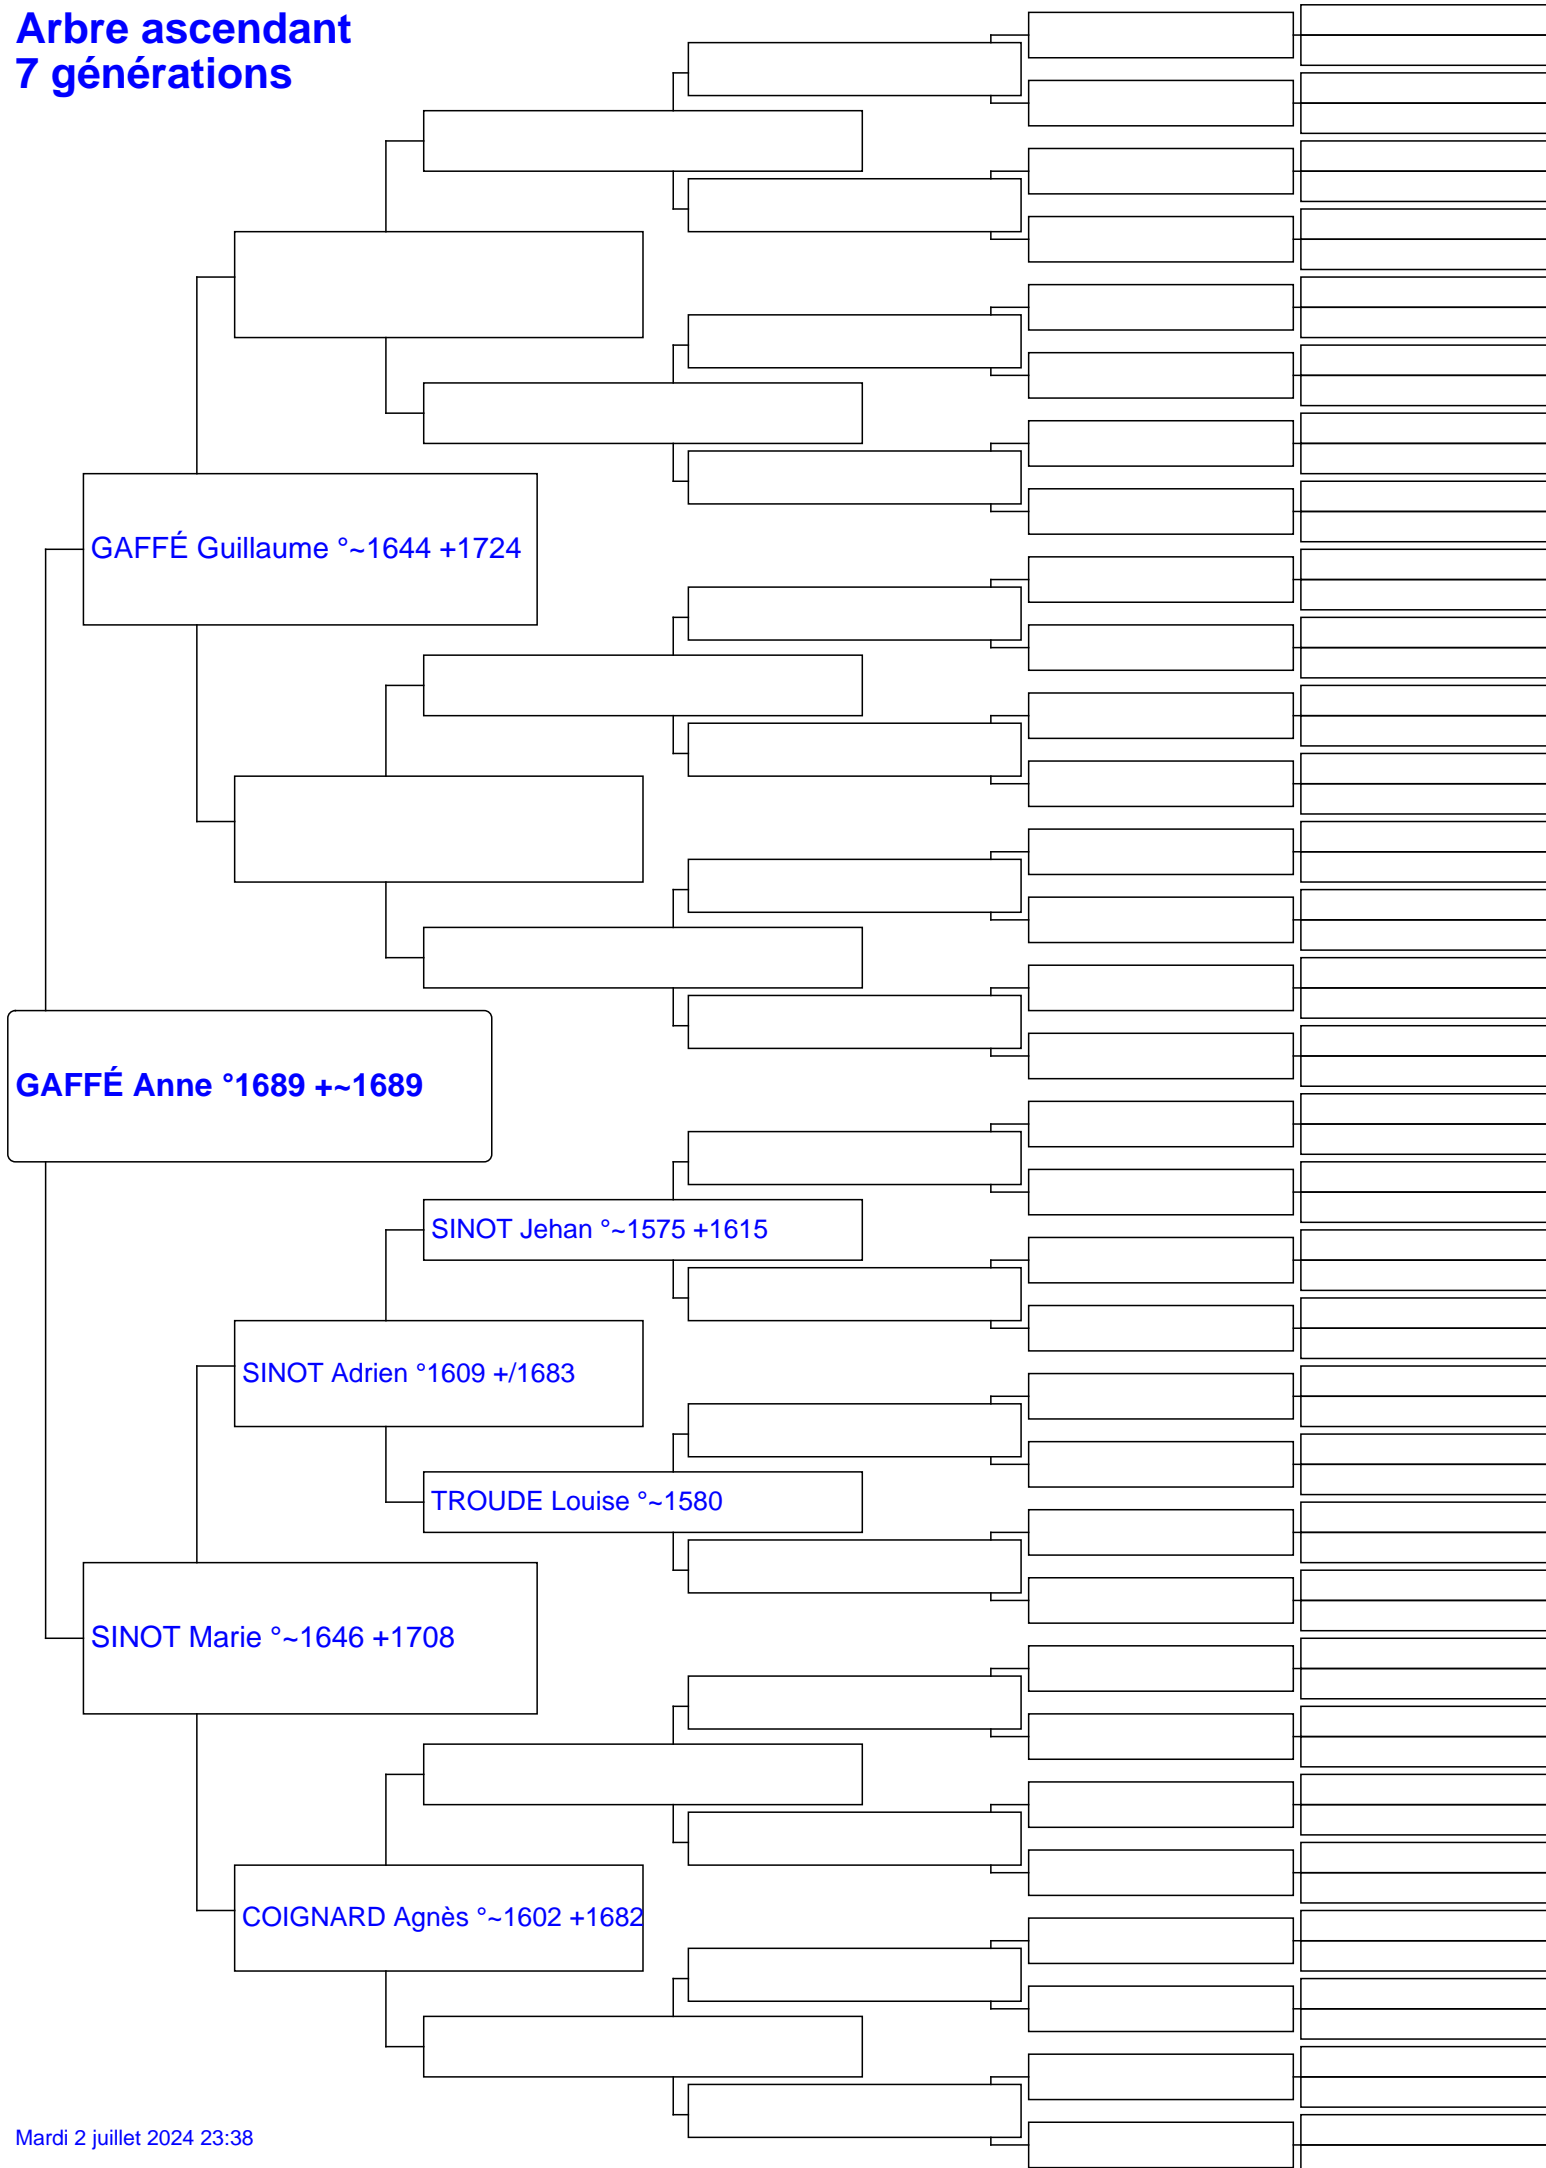 Arbre ascendant
7 générations
GAFFÉ Guillaume °~1644 +1724
GAFFÉ Anne °1689 +~1689
SINOT Jehan °~1575 +1615
SINOT Adrien °1609 +/1683
TROUDE Louise °~1580
SINOT Marie °~1646 +1708
COIGNARD Agnès °~1602 +1682
Mardi 2 juillet 2024 23:38